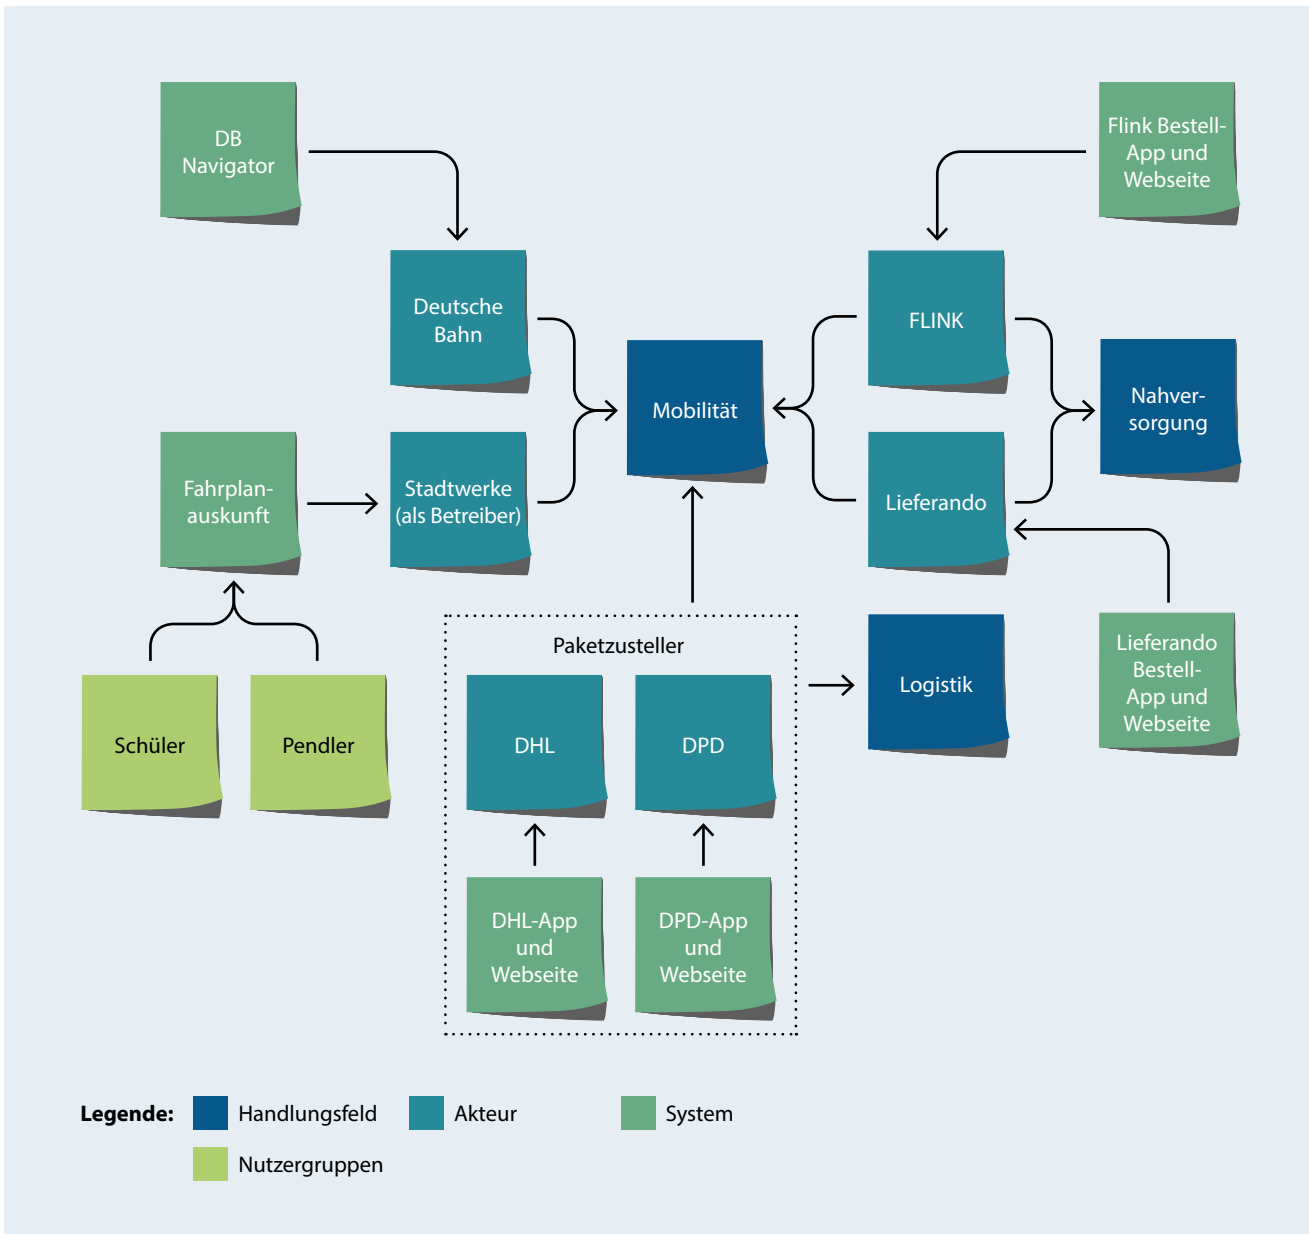 DB
Navigator
Flink Bestell-
App und
Webseite
Deutsche
Bahn
FLINK
Mobilität
Nahver-
sorgung
Fahrplan-
auskunft
Stadtwerke
(als Betreiber)
Lieferando
Paketzusteller
Logistik
Lieferando
Bestell-
App und
Webseite
Schüler
Pendler
DHL
DPD
DHL-App
und
Webseite
DPD-App
und
Webseite
Legende:
Handlungsfeld
Akteur
System
Nutzergruppen